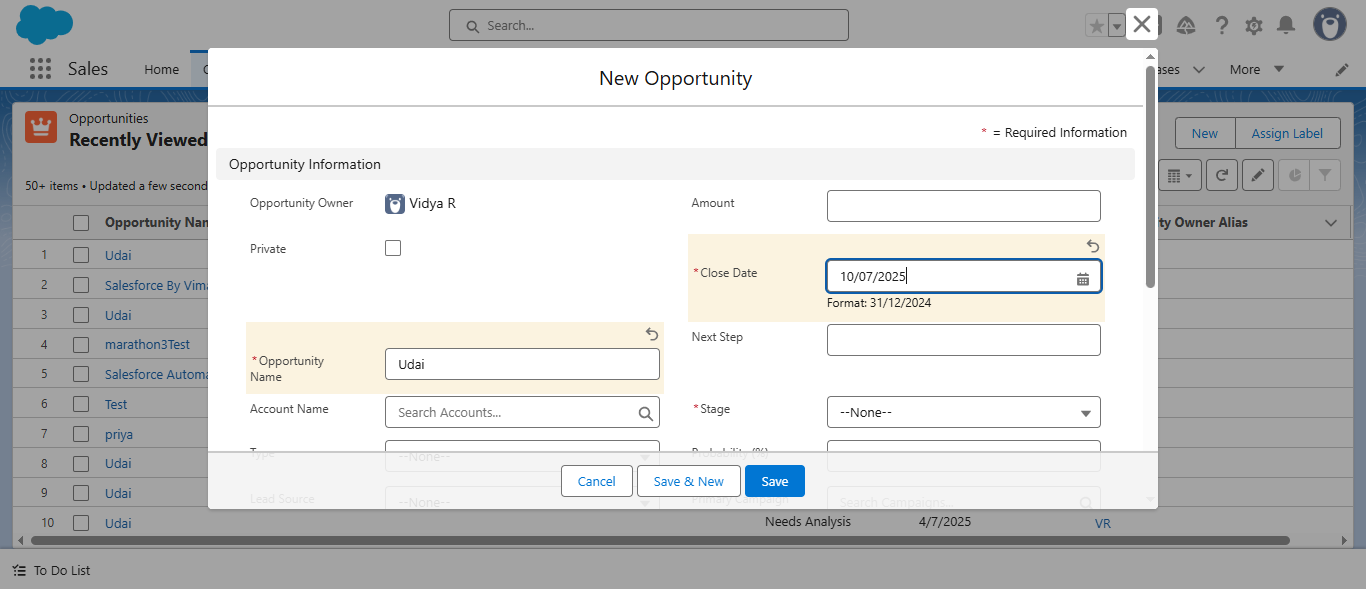 Search...
Sales
Home
ases
More
New Opportunity
* = Required Information
Opportunities
Recently Viewed
New
Assign Label
50+ items • Updated a few second
Opportunity Information
Opportunity Owner
Vidya R
Amount
Private
* Close Date
10/07/2025
Format: 31/12/2024
* Opportunity
Name
Udai
Next Step
Account Name
Search Accounts...
* Stage
--None--
Type
--None--
Probability (%)
Lead Source
--None--
Primary Campaign
Search Campaigns...
Cancel
Save & New
Save
Opportunity Nan
ty Owner Alias
1 Udai
2 Salesforce By Vima
3 Udai
4 marathon3Test
5 Salesforce Automa
6 Test
7 priya
8 Udai
9 Udai
10 Udai Needs Analysis 4/7/2025 VR
To Do List